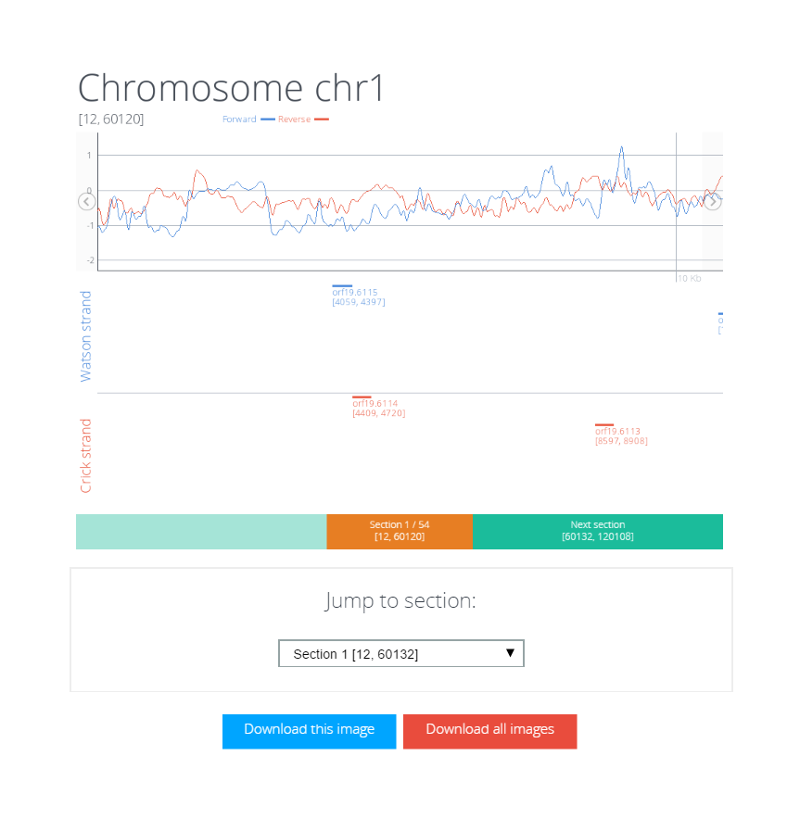 Chromosome chr1
[12, 60120]
Forward
Reverse
1
0
-1
-2
10 Kb
Watson strand
orf19.6115
[4059, 4397]
Crick strand
orf19.6114
[4409, 4720]
orf19.6113
[8597, 8908]
Section 1 / 54
[12, 60120]
Next section
[60132, 120108]
Jump to section:
Section 1 [12, 60132]
Download this image
Download all images